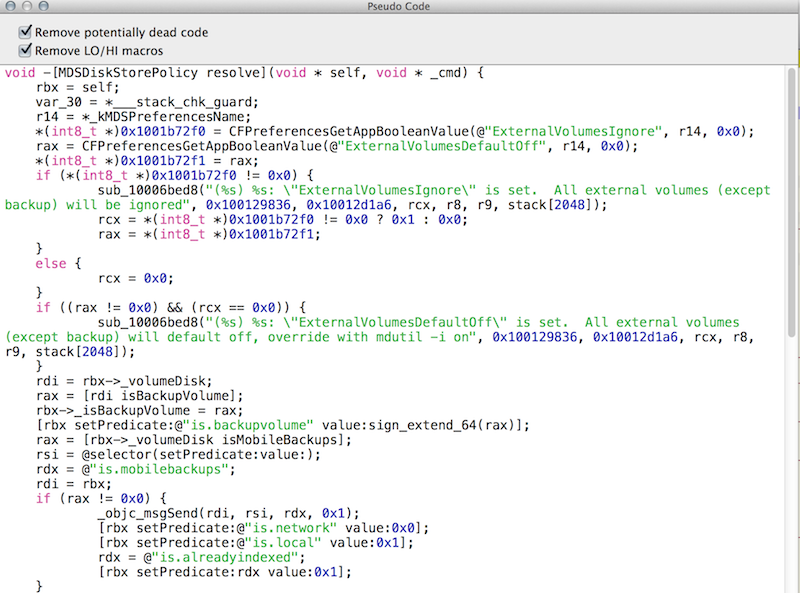 Pseudo Code
Remove potentially dead code
Remove LO/HI macros
void -[MDSDiskStorePolicy resolve](void * self, void * _cmd) {
    rbx = self;
    var_30 = *___stack_chk_guard;
    r14 = *_kMDSPreferencesName;
    *(int8_t *)0x1001b72f0 = CFPreferencesGetAppBooleanValue(@"ExternalVolumesIgnore", r14, 0x0);
    rax = CFPreferencesGetAppBooleanValue(@"ExternalVolumesDefaultOff", r14, 0x0);
    *(int8_t *)0x1001b72f1 = rax;
    if (*(int8_t *)0x1001b72f0 != 0x0) {
            sub_10006bed8("(%s) %s: \"ExternalVolumesIgnore\" is set.  All external volumes (except
backup) will be ignored", 0x100129836, 0x10012d1a6, rcx, r8, r9, stack[2048]);
            rcx = *(int8_t *)0x1001b72f0 != 0x0 ? 0x1 : 0x0;
            rax = *(int8_t *)0x1001b72f1;
    }
    else {
            rcx = 0x0;
    }
    if ((rax != 0x0) && (rcx == 0x0)) {
            sub_10006bed8("(%s) %s: \"ExternalVolumesDefaultOff\" is set.  All external volumes
(except backup) will default off, override with mdutil -i on", 0x100129836, 0x10012d1a6, rcx, r8,
r9, stack[2048]);
    }
    rdi = rbx->_volumeDisk;
    rax = [rdi isBackupVolume];
    rbx->_isBackupVolume = rax;
    [rbx setPredicate:@"is.backupvolume" value:sign_extend_64(rax)];
    rax = [rbx->_volumeDisk isMobileBackups];
    rsi = @selector(setPredicate:value:);
    rdx = @"is.mobilebackups";
    rdi = rbx;
    if (rax != 0x0) {
            _objc_msgSend(rdi, rsi, rdx, 0x1);
            [rbx setPredicate:@"is.network" value:0x0];
            [rbx setPredicate:@"is.local" value:0x1];
            rdx = @"is.alreadyindexed";
            [rbx setPredicate:rdx value:0x1];
    }